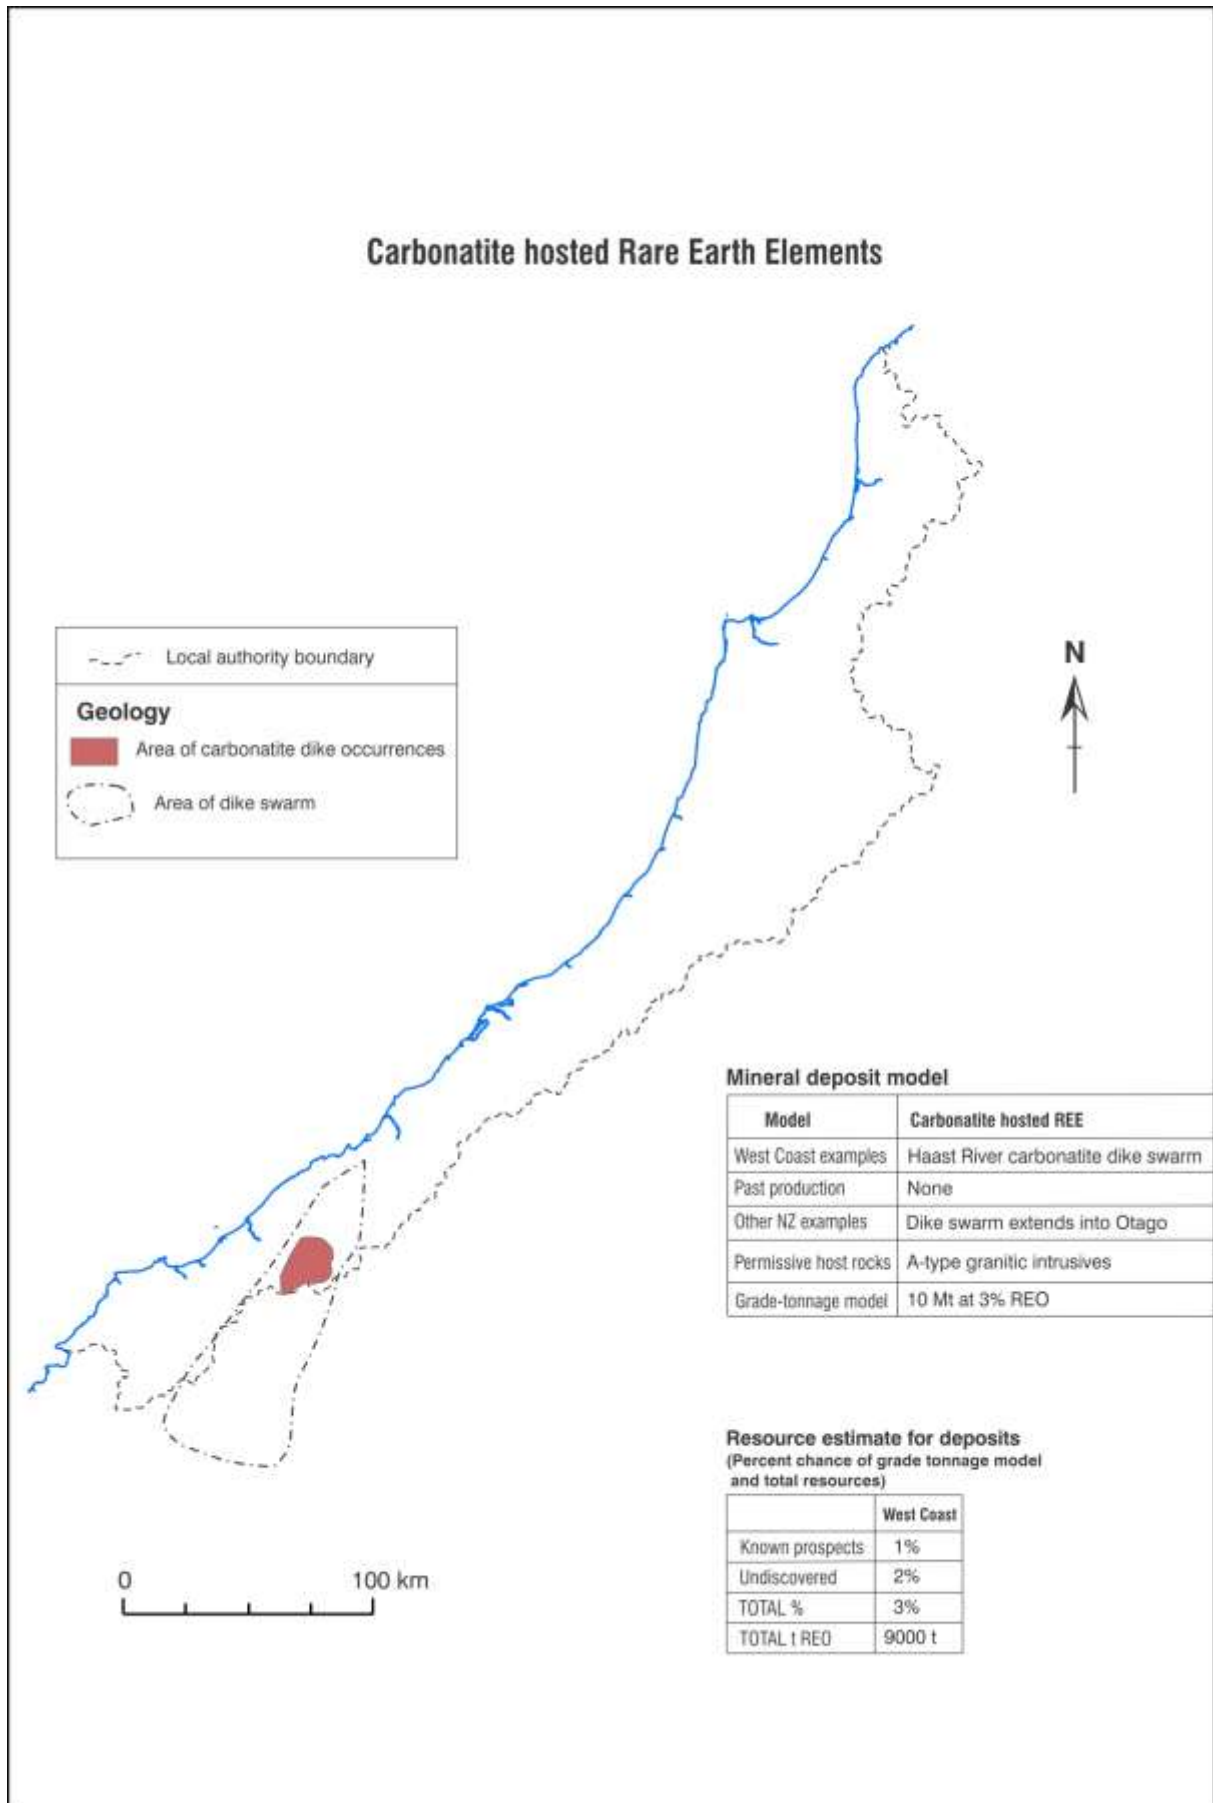 Carbonatite hosted Rare Earth Elements
Local authority boundary
Geology
Area of carbonatite dike occurrences
Area of dike swarm
N
Mineral deposit model
Model Carbonatite hosted REE
West Coast examples Haast River carbonatite dike swarm
Past production None
Other NZ examples Dike swarm extends into Otago
Permissive host rocks A-type granitic intrusives
Grade-tonnage model 10 Mt at 3% REO
Resource estimate for deposits
(Percent chance of grade tonnage model
and total resources)
West Coast
Known prospects 1%
Undiscovered 2%
TOTAL % 3%
TOTAL t REO 9000 t
0 100 km